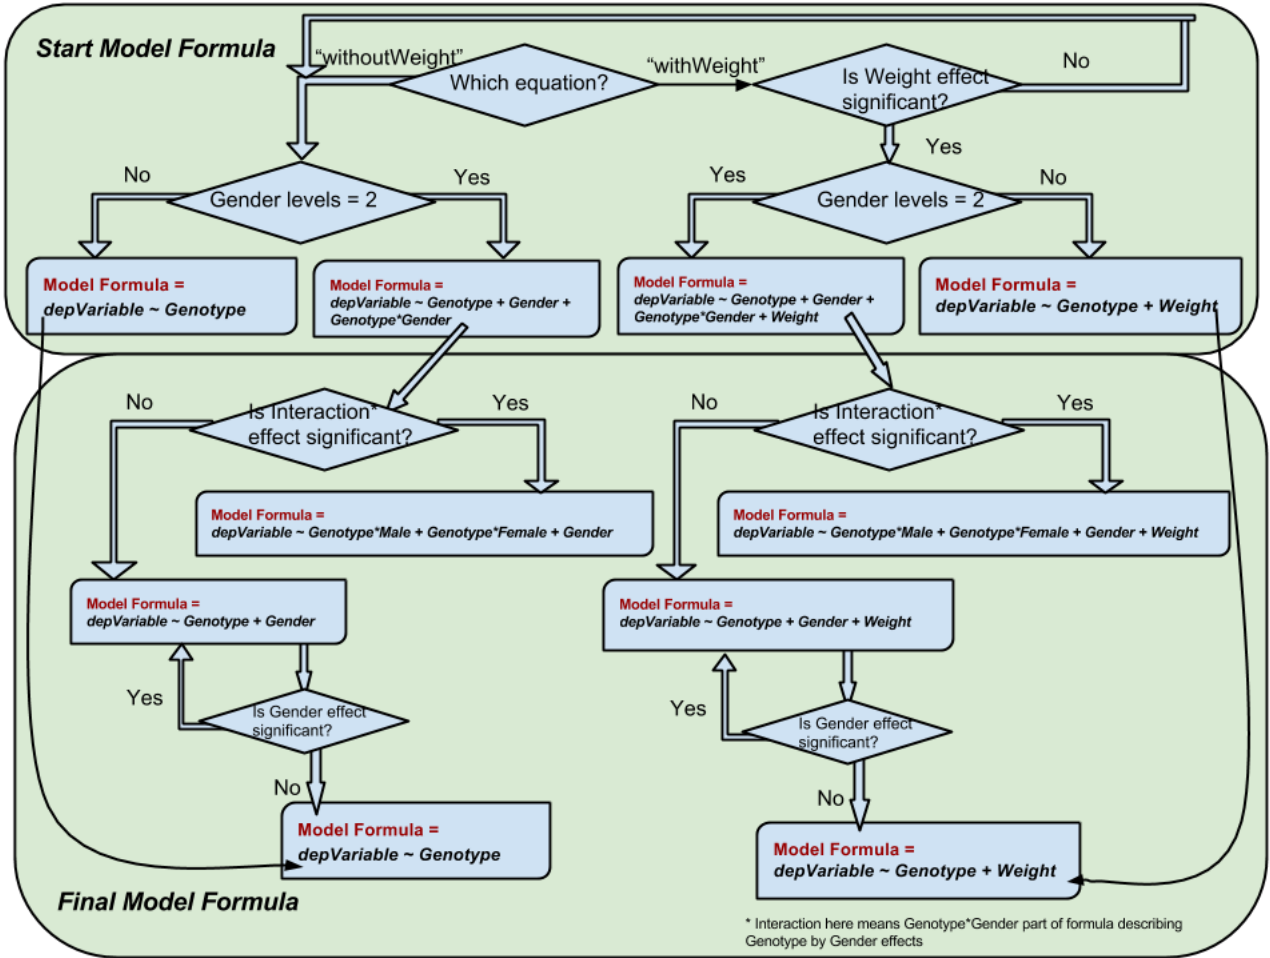 Start Model Formula
“withoutWeight”
Which equation?
“withWeight”
Is Weight effect
significant?
No
Yes
No
Gender levels = 2
Yes
Yes
Gender levels = 2
No
Model Formula =
depVariable ~ Genotype
Model Formula =
depVariable ~ Genotype + Gender +
Genotype*Gender
Model Formula =
depVariable ~ Genotype + Gender +
Genotype*Gender + Weight
Model Formula =
depVariable ~ Genotype + Weight
No
Is Interaction*
effect significant?
Yes
No
Is Interaction*
effect significant?
Yes
Model Formula =
depVariable ~ Genotype*Male + Genotype*Female + Gender
Model Formula =
depVariable ~ Genotype*Male + Genotype*Female + Gender + Weight
Model Formula =
depVariable ~ Genotype + Gender
Model Formula =
depVariable ~ Genotype + Gender + Weight
Yes
Is Gender effect
significant?
Yes
Is Gender effect
significant?
No
No
Model Formula =
depVariable ~ Genotype
Model Formula =
depVariable ~ Genotype + Weight
Final Model Formula
* Interaction here means Genotype*Gender part of formula describing
Genotype by Gender effects